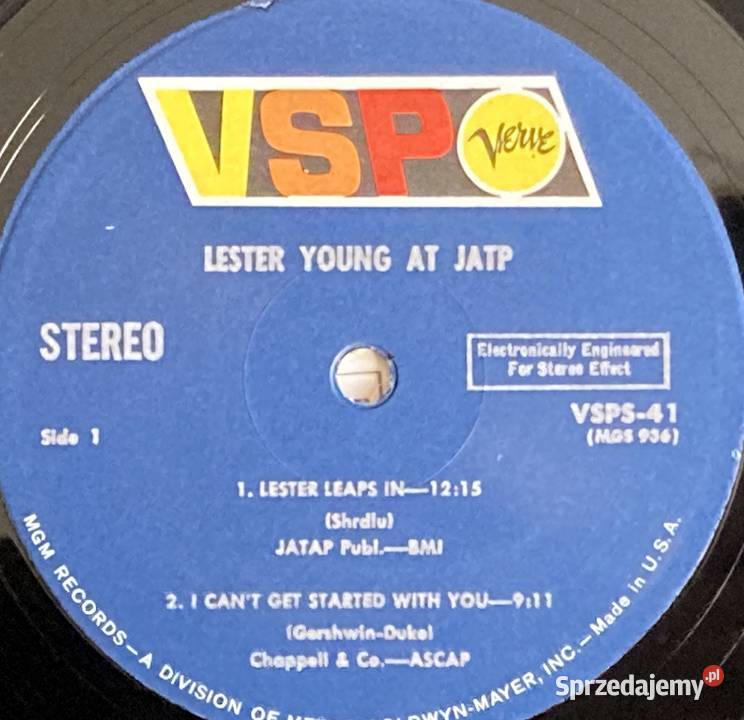 VSP Verve
LESTER YOUNG AT JATP
STEREO
Electronically Engineered
For Stereo Effect
VSPS-41
(MGS 936)
Side 1
1. LESTER LEAPS IN—12:15
(Shrdlu)
JATAP Publ.—BMI
2. I CAN'T GET STARTED WITH YOU—9:11
(Gershwin-Duke)
Chappell & Co.—ASCAP
MGM RECORDS—A DIVISION OF MAYER, INC.—Made in U.S.A.
Sprzedajemy.pl